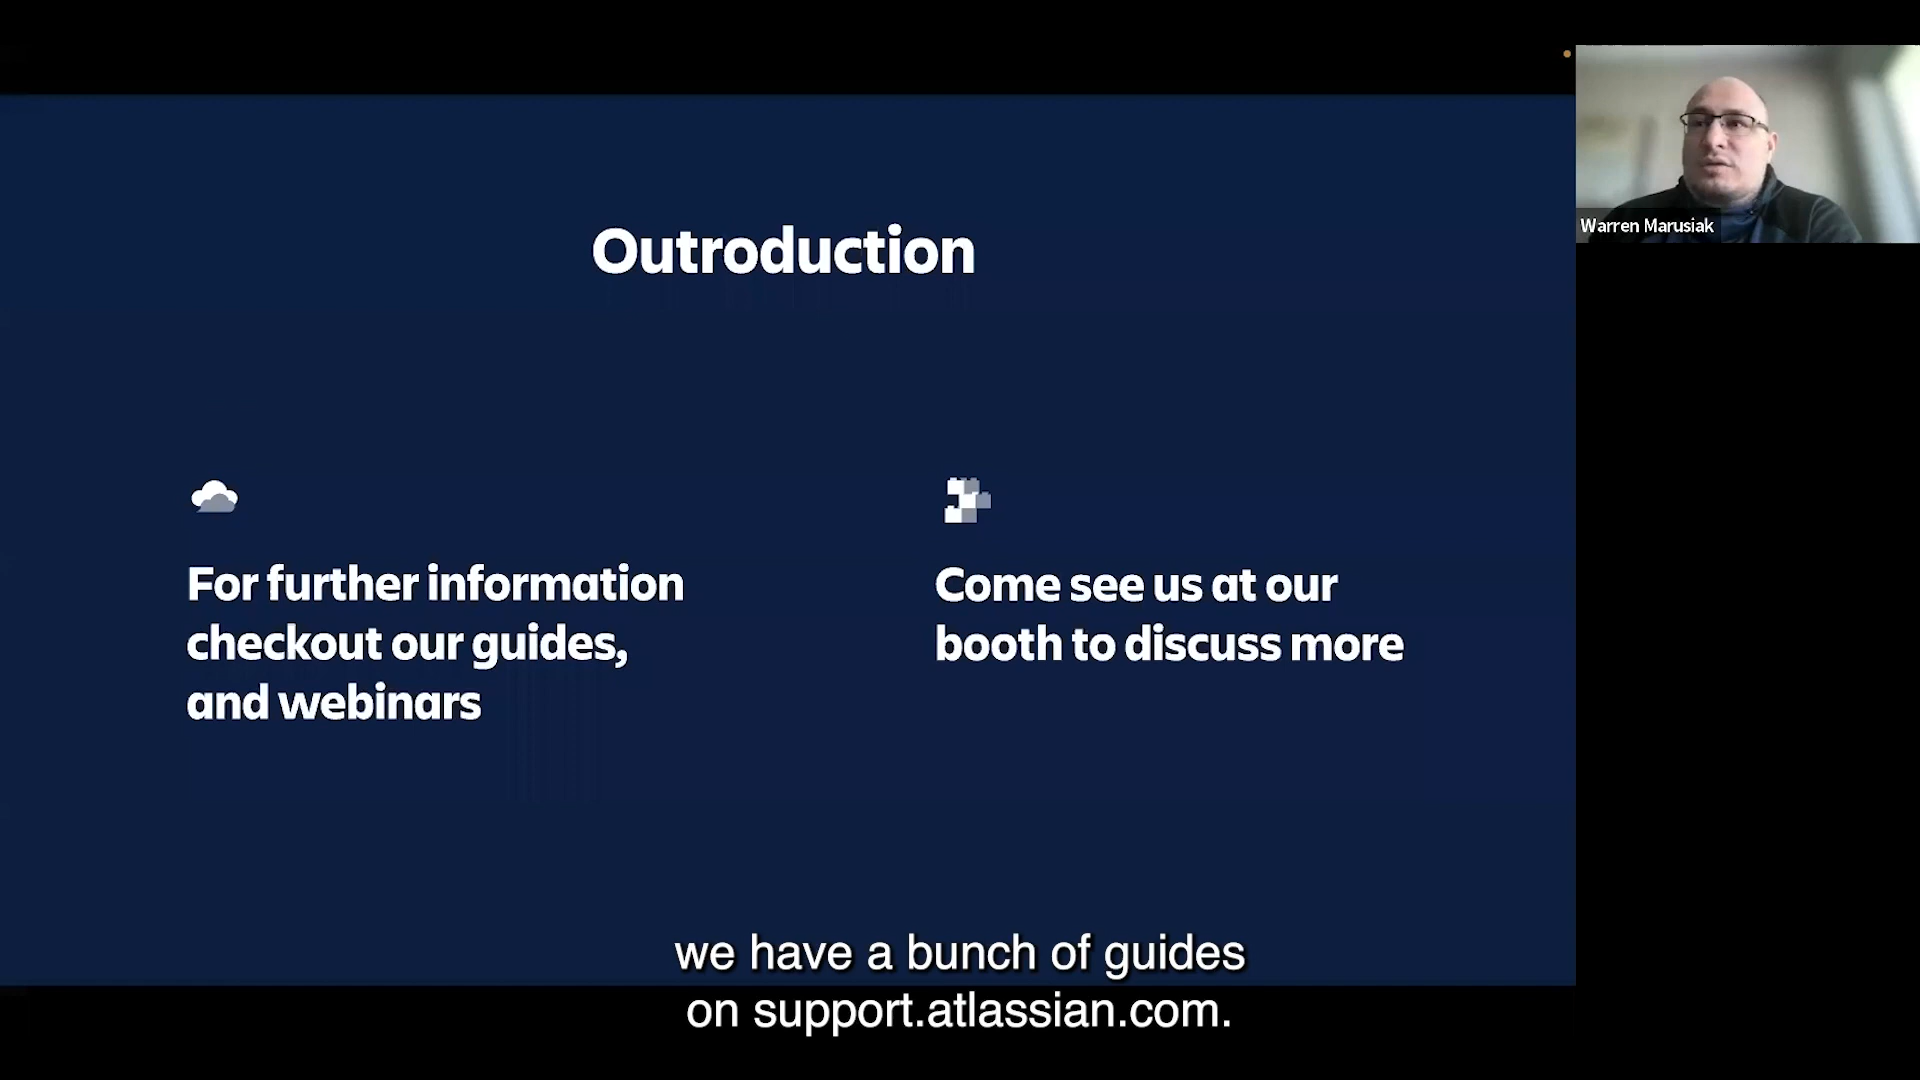 Outroduction
Warren Marusiak
For further information
checkout our guides,
and webinars
Come see us at our
booth to discuss more
we have a bunch of guides
on support.atlassian.com.